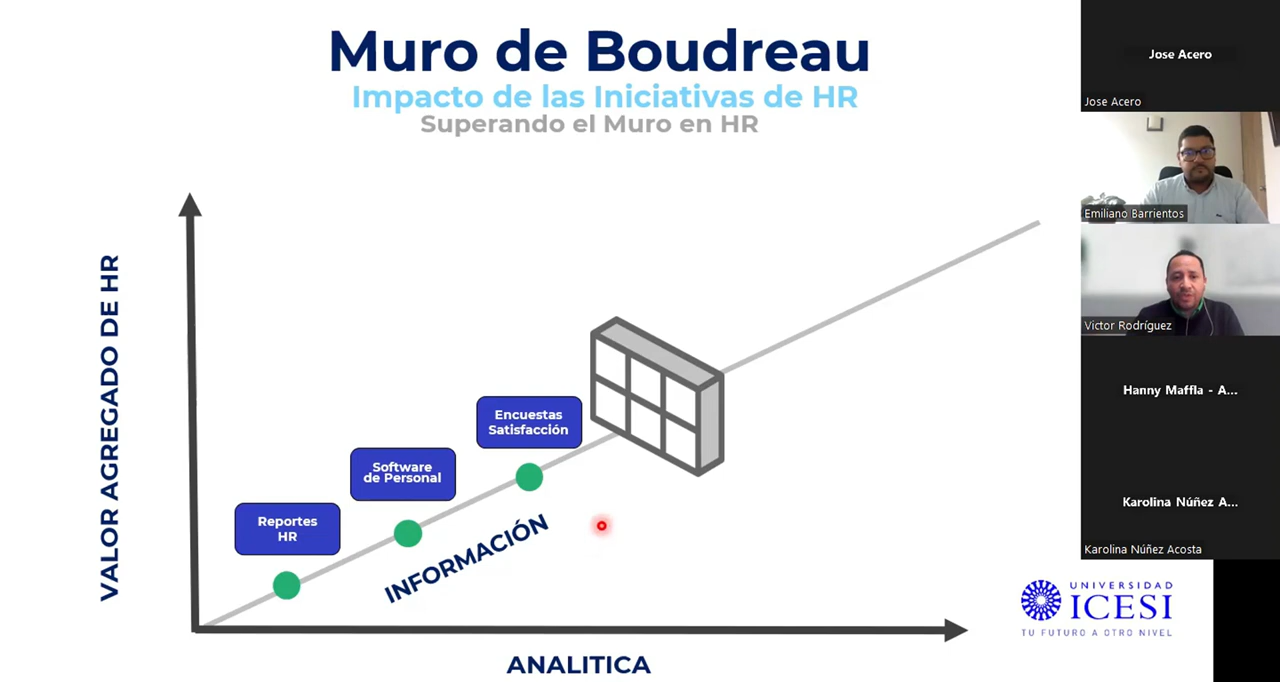 Muro de Boudreau
Impacto de las Iniciativas de HR
Superando el Muro en HR
VALOR AGREGADO DE HR
Encuestas
Satisfacción
Software
de Personal
Reportes
HR
INFORMACIÓN
ANALITICA
Jose Acero
Jose Acero
Emiliano Barrientos
Victor Rodríguez
Hanny Maffla - A...
Karolina Núñez A...
Karolina Núñez Acosta
UNIVERSIDAD
ICESI
TU FUTURO A OTRO NIVEL